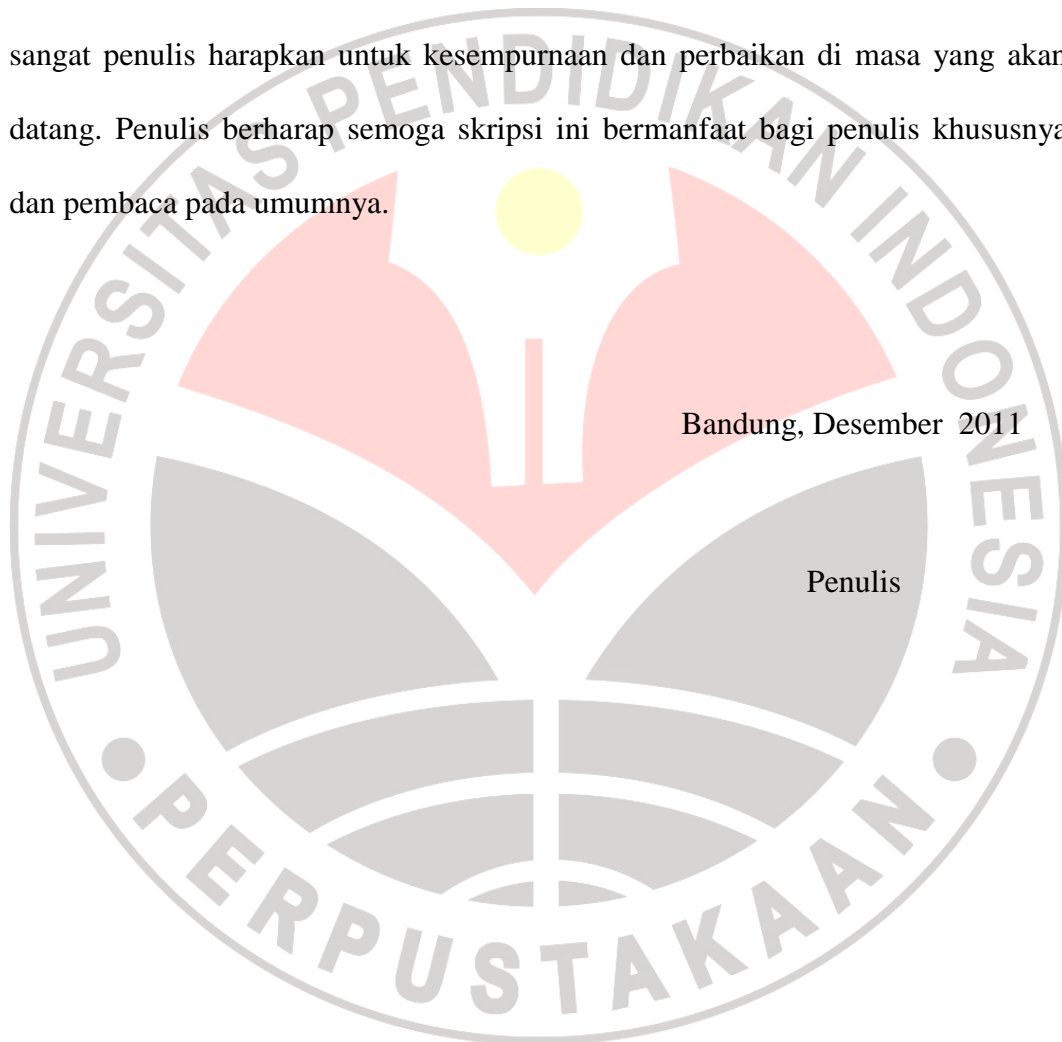 sangat penulis harapkan untuk kesempurnaan dan perbaikan di masa yang akan
datang. Penulis berharap semoga skripsi ini bermanfaat bagi penulis khususnya
dan pembaca pada umumnya.
Bandung, Desember 2011
Penulis
UNIVERSITAS PENDIDIKAN INDONESIA
PERPUSTAKAAN